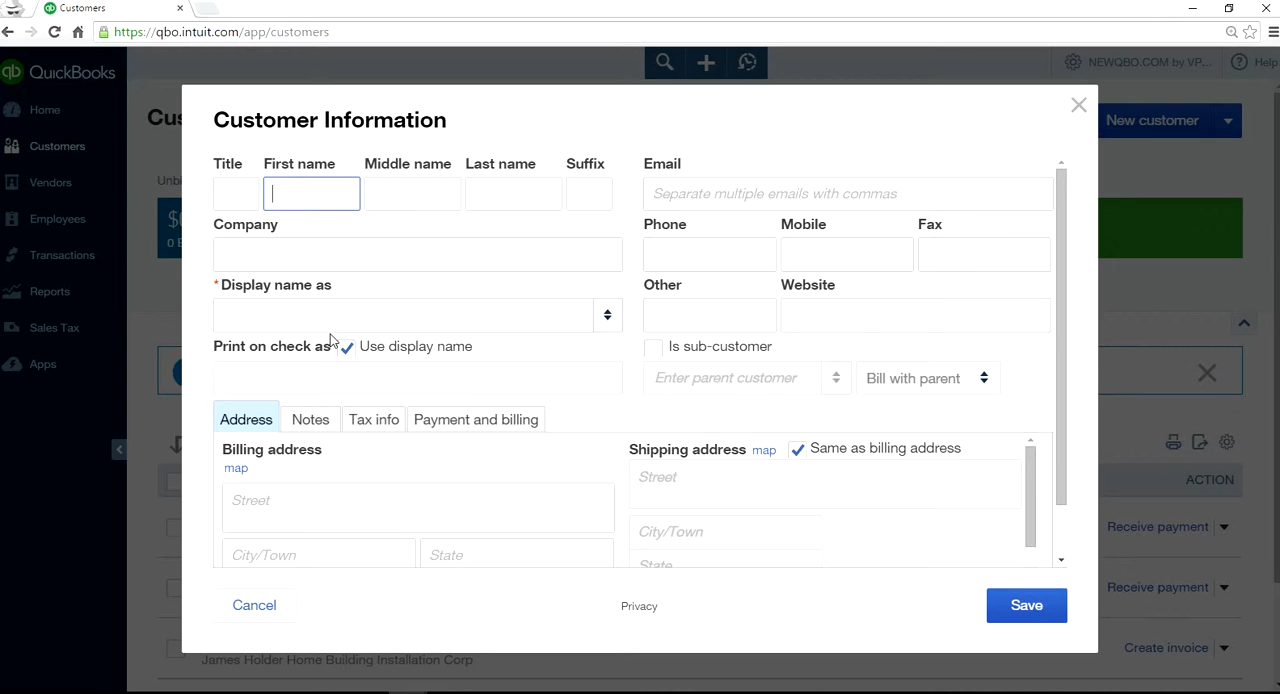 Customers
https://qbo.intuit.com/app/customers
qb QuickBooks
NEWQBO.COM by VP... Help
Home
Customers
Vendors
Employees
Transactions
Reports
Sales Tax
Apps
New customer
Customer Information
Title First name Middle name Last name Suffix Email
Separate multiple emails with commas
Company Phone Mobile Fax
*Display name as Other Website
Print on check as Use display name Is sub-customer
Enter parent customer Bill with parent
Address Notes Tax info Payment and billing
Billing address Shipping address map Same as billing address
map
Street Street
City/Town
City/Town State State
Cancel Privacy Save
ACTION
Receive payment
Receive payment
Create invoice
James Holder Home Building Installation Corp